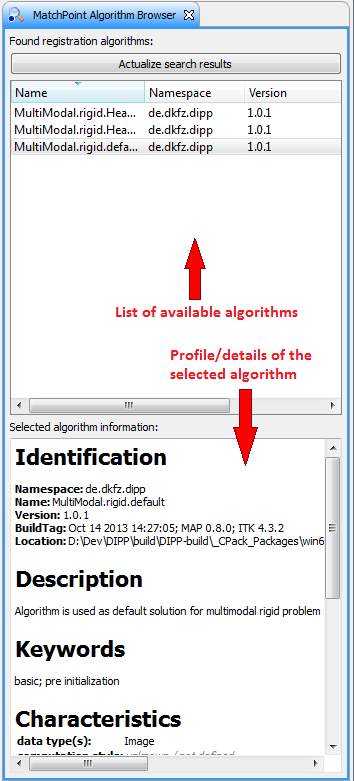 MatchPoint Algorithm Browser
Found registration algorithms:
Actualize search results
Name Namespace Version
MultiModal.rigid.Hea... de.dkfz.dipp 1.0.1
MultiModal.rigid.Hea... de.dkfz.dipp 1.0.1
MultiModal.rigid.defa... de.dkfz.dipp 1.0.1
List of available algorithms
Profile/details of the
selected algorithm
Selected algorithm information:
Identification
Namespace: de.dkfz.dipp
Name: MultiModal.rigid.default
Version: 1.0.1
BuildTag: Oct 14 2013 14:27:05; MAP 0.8.0; ITK 4.3.2
Location: D:\Dev\DIPP\build\DIPP-build\_CPack_Packages\win6
Description
Algorithm is used as default solution for multimodal rigid problem
Keywords
basic; pre initialization
Characteristics
data type(s): Image
computation style: unknown / not defined